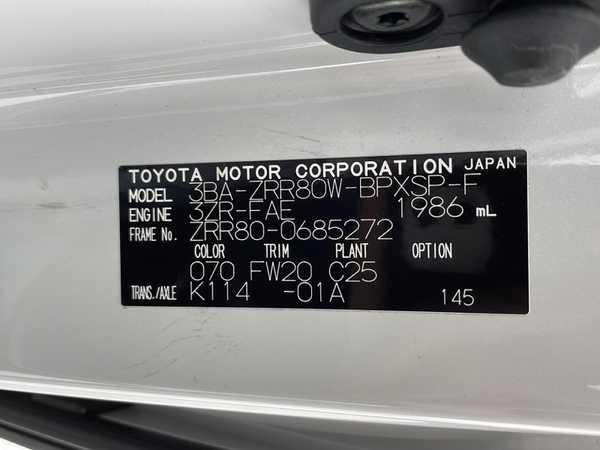 TOYOTA MOTOR CORPORATION JAPAN
MODEL 3BA-ZRR80W-BPXSP-F
ENGINE 3ZR-FAE 1986 mL
FRAME No. ZRR80-0685272
COLOR TRIM PLANT OPTION
070 FW20 C25
TRANS./AXLE K114 -01A 145